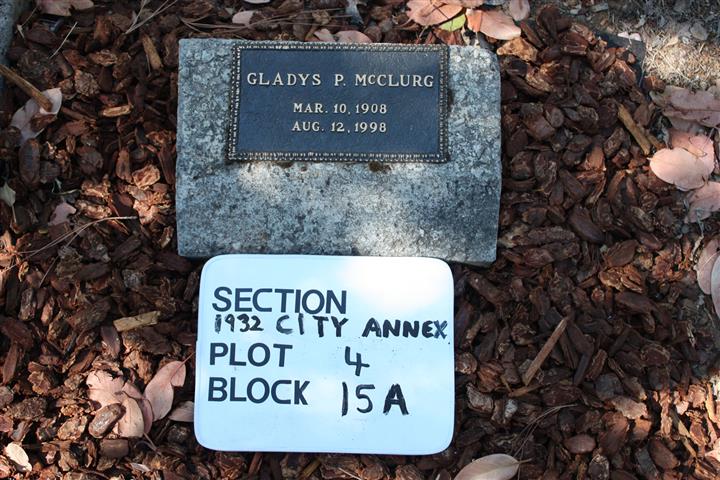 GLADYS P. McCLURG
MAR. 10, 1908
AUG. 12, 1998
SECTION
1932 CITY ANNEX
PLOT 4
BLOCK 15A